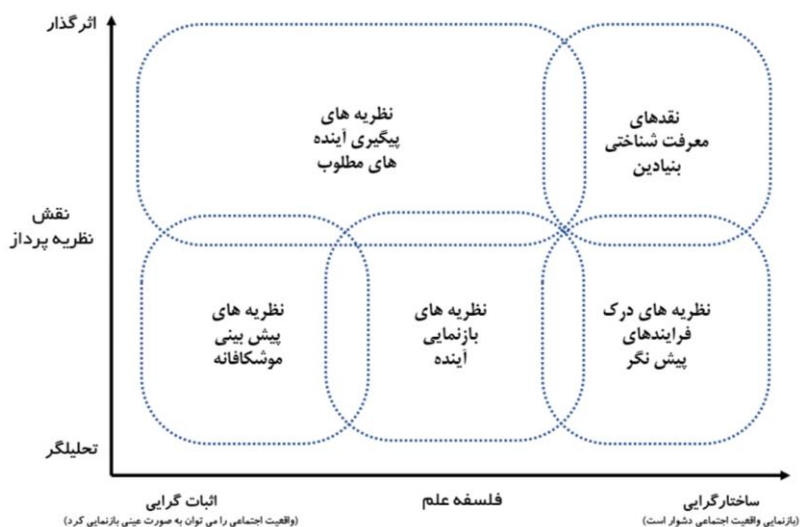 اثرگذار
نظریه های
پیگیری آینده
های مطلوب
نقدهای
معرفت شناختی
بنیادین
نقش
نظریه پرداز
نظریه های
پیش بینی
موشکافانه
نظریه های
بازنمایی
آینده
نظریه های درک
فرایندهای
پیش نگر
تحلیلگر
اثبات گرایی
(واقعیت اجتماعی را می توان به صورت عینی بازنمایی کرد)
فلسفه علم
ساختارگرایی
(بازنمایی واقعیت اجتماعی دشوار است)